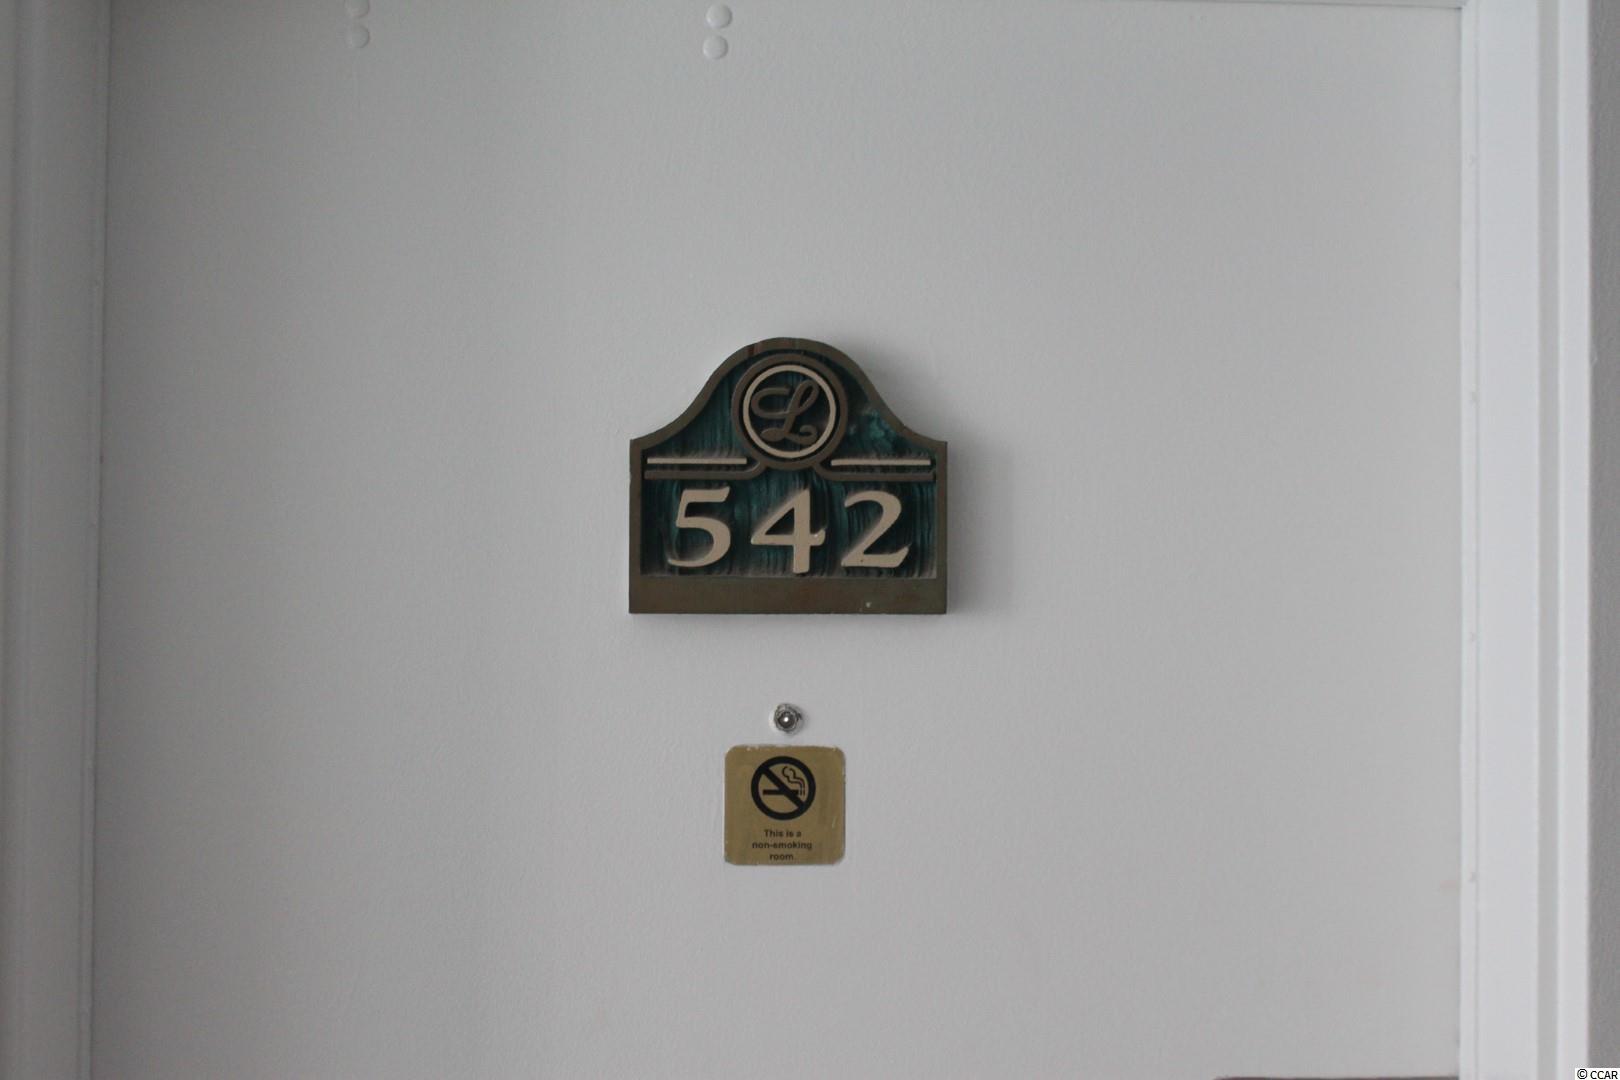 L
542
This is a
non-smoking
room.
© CCAR